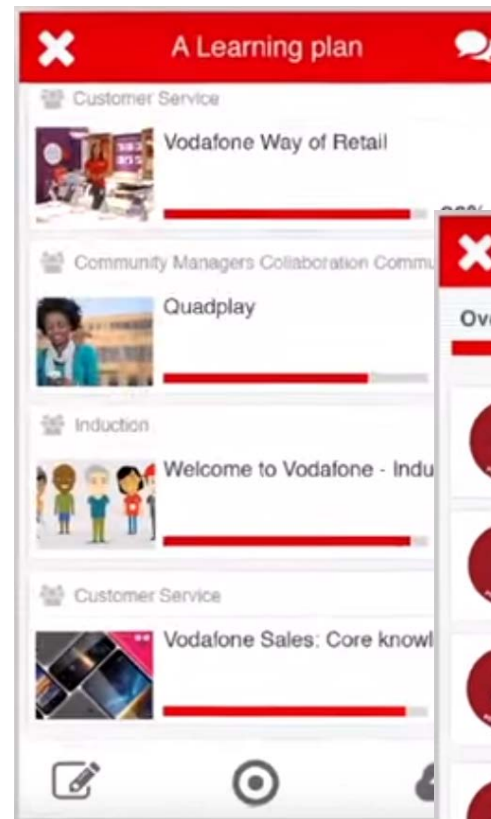 A Learning plan
Customer Service
Vodafone Way of Retail
Community Managers Collaboration Commu
Quadplay
Ov
Induction
Welcome to Vodafone - Indu
Customer Service
Vodafone Sales: Core knowl